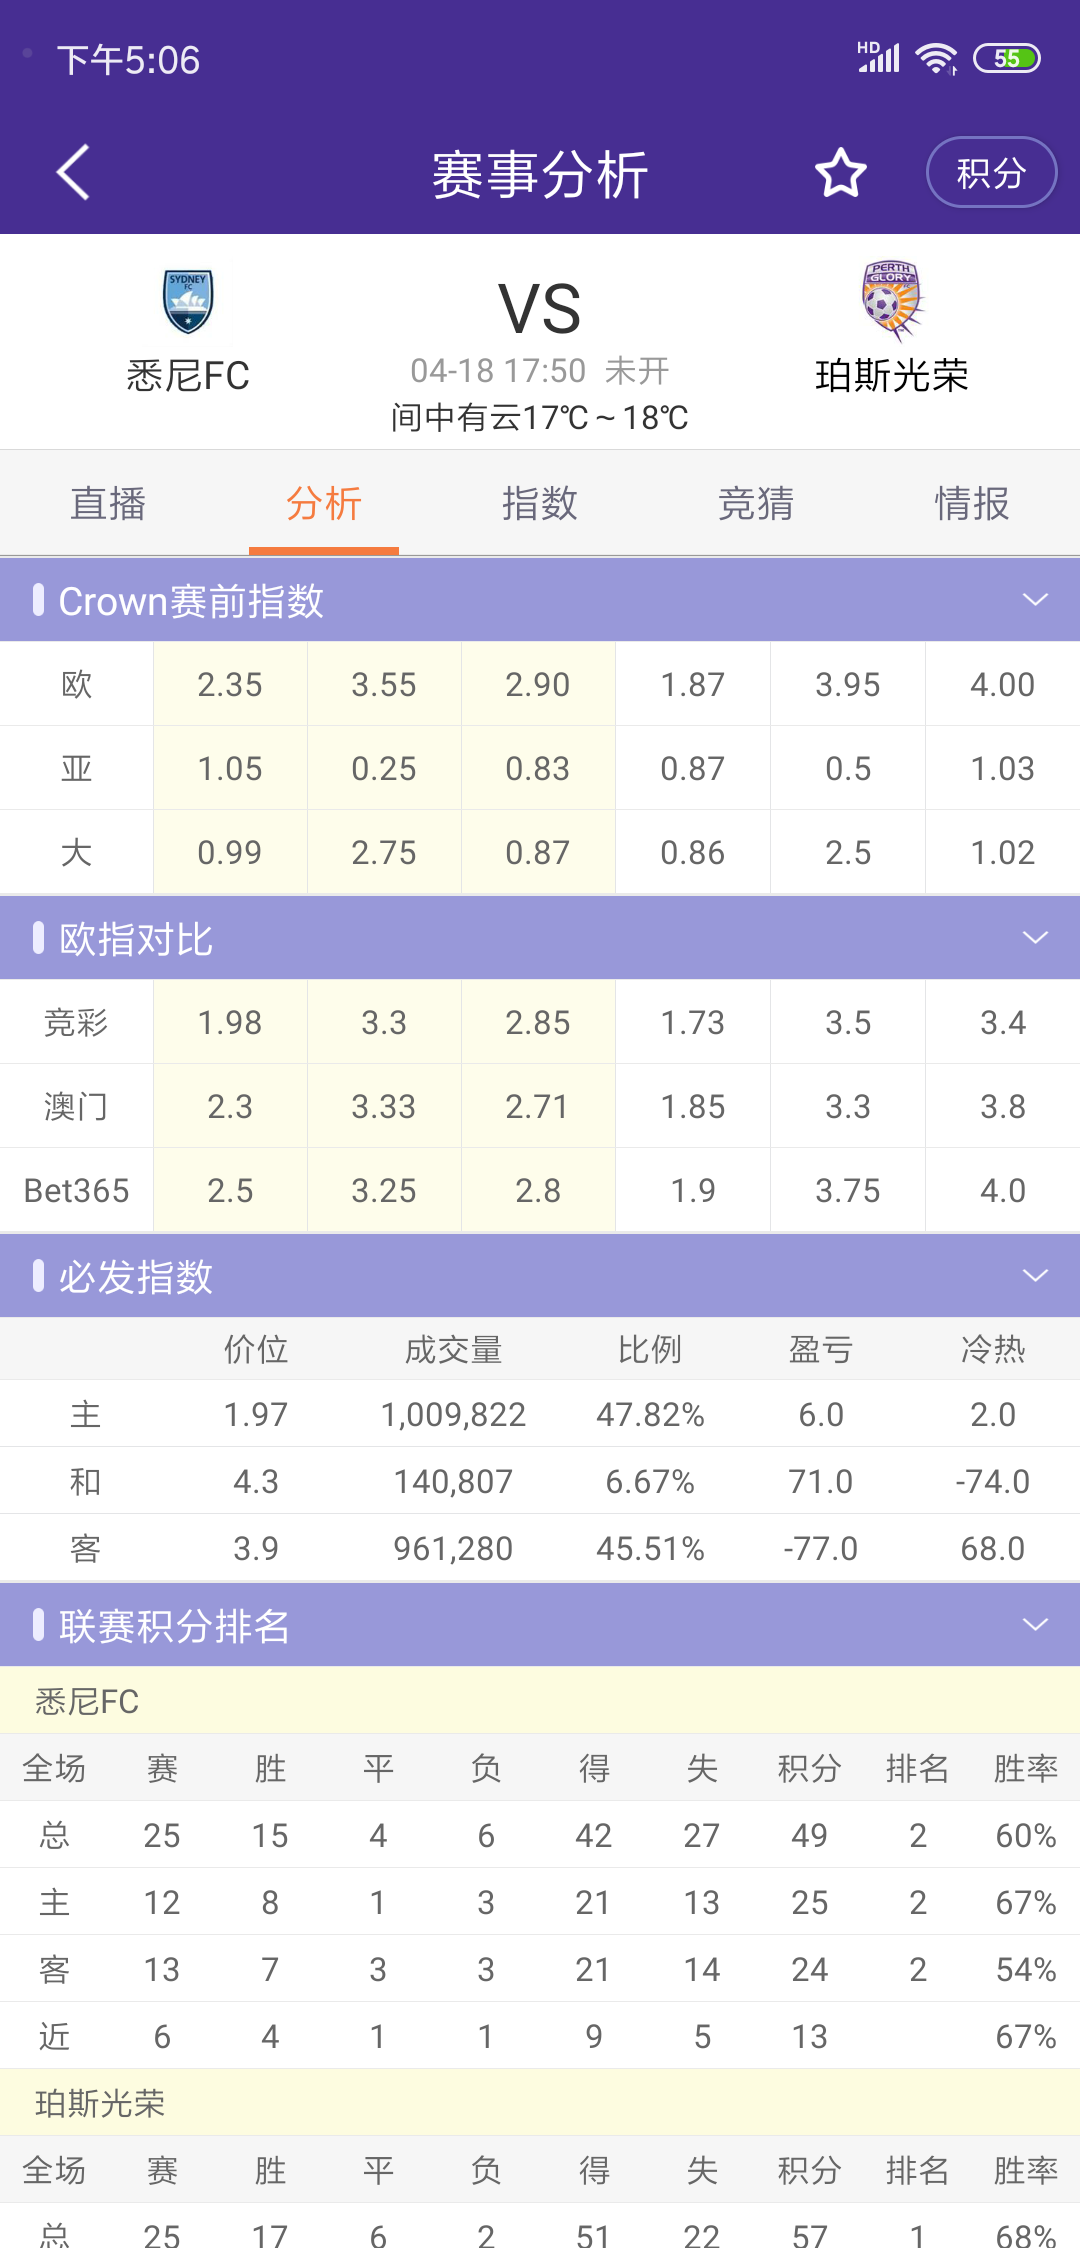 下午5:06 HD 55
赛事分析 积分
SYDNEY FC PERTH GLORY
VS
悉尼FC 04-18 17:50 未开 珀斯光荣
间中有云17℃～18℃
直播 分析 指数 竞猜 情报
Crown赛前指数
欧 2.35 3.55 2.90 1.87 3.95 4.00
亚 1.05 0.25 0.83 0.87 0.5 1.03
大 0.99 2.75 0.87 0.86 2.5 1.02
欧指对比
竞彩 1.98 3.3 2.85 1.73 3.5 3.4
澳门 2.3 3.33 2.71 1.85 3.3 3.8
Bet365 2.5 3.25 2.8 1.9 3.75 4.0
必发指数
价位 成交量 比例 盈亏 冷热
主 1.97 1,009,822 47.82% 6.0 2.0
和 4.3 140,807 6.67% 71.0 -74.0
客 3.9 961,280 45.51% -77.0 68.0
联赛积分排名
悉尼FC
全场 赛 胜 平 负 得 失 积分 排名 胜率
总 25 15 4 6 42 27 49 2 60%
主 12 8 1 3 21 13 25 2 67%
客 13 7 3 3 21 14 24 2 54%
近 6 4 1 1 9 5 13 67%
珀斯光荣
全场 赛 胜 平 负 得 失 积分 排名 胜率
总 25 17 6 2 51 22 57 1 68%